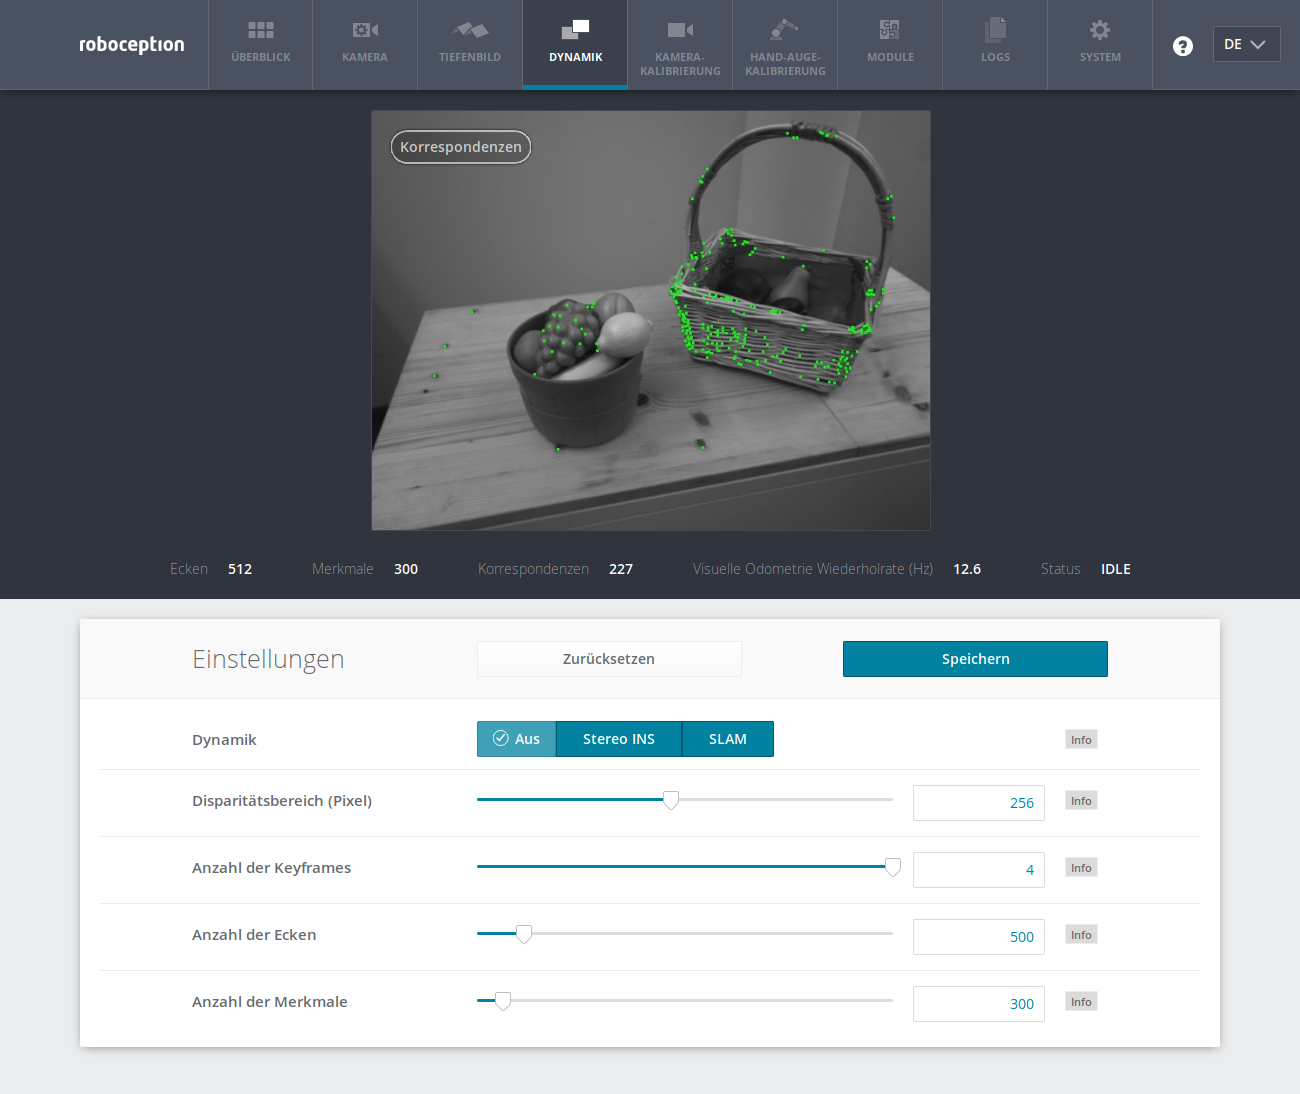 roboception
ÜBERBLICK
KAMERA
TIEFENBILD
DYNAMIK
KAMERA-
KALIBRIERUNG
HAND-AUGE-
KALIBRIERUNG
MODULE
LOGS
SYSTEM
?
DE
Korrespondenzen
Ecken 512 Merkmale 300 Korrespondenzen 227 Visuelle Odometrie Wiederholrate (Hz) 12.6 Status IDLE
Einstellungen Zurücksetzen Speichern
Dynamik Aus Stereo INS SLAM Info
Disparitätsbereich (Pixel) 256 Info
Anzahl der Keyframes 4 Info
Anzahl der Ecken 500 Info
Anzahl der Merkmale 300 Info